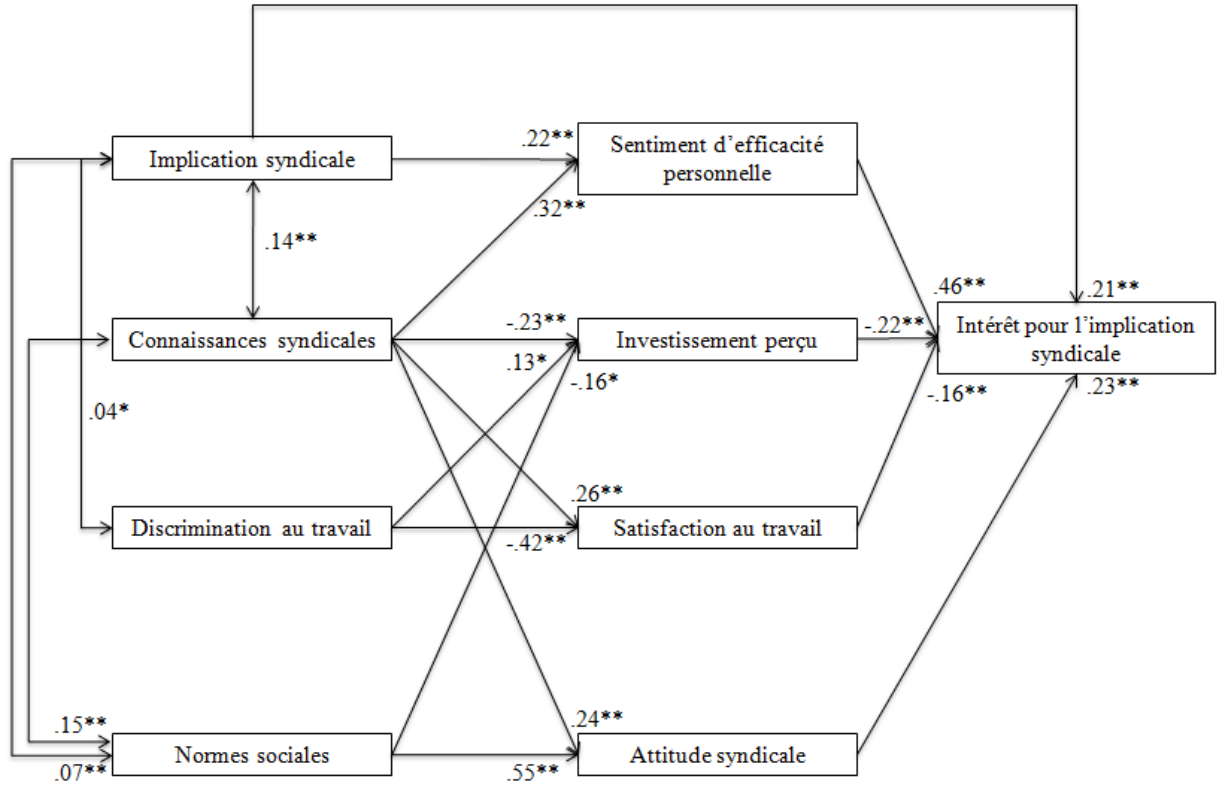 .22**
Implication syndicale
Sentiment d'efficacité
personnelle
.32**
.14**
.46**
.21**
-.23**
-.22**
Connaissances syndicales
Investissement perçu
Intérêt pour l'implication
syndicale
.13*
-.16*
-.16**
.23**
.04*
.26**
Discrimination au travail
Satisfaction au travail
-.42**
.15**
.24**
Normes sociales
Attitude syndicale
.07**
.55**